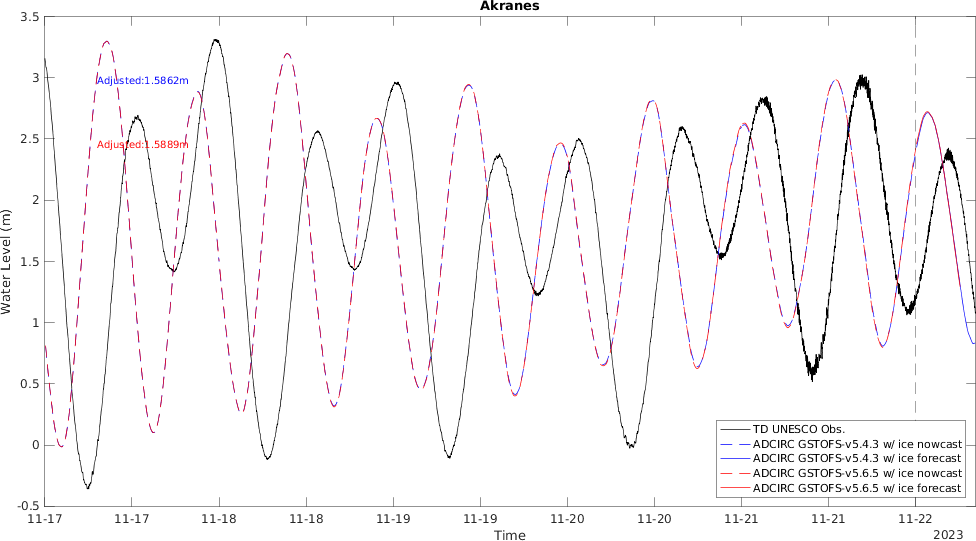 Akranes
3.5
3
2.5
2
1.5
1
0.5
0
-0.5
Water Level (m)
Adjusted:1.5862m
Adjusted:1.5889m
TD UNESCO Obs.
ADCIRC GSTOFS-v5.4.3 w/ ice nowcast
ADCIRC GSTOFS-v5.4.3 w/ ice forecast
ADCIRC GSTOFS-v5.6.5 w/ ice nowcast
ADCIRC GSTOFS-v5.6.5 w/ ice forecast
11-17 11-17 11-18 11-18 11-19 11-19 11-20 11-20 11-21 11-21 11-22
Time
2023